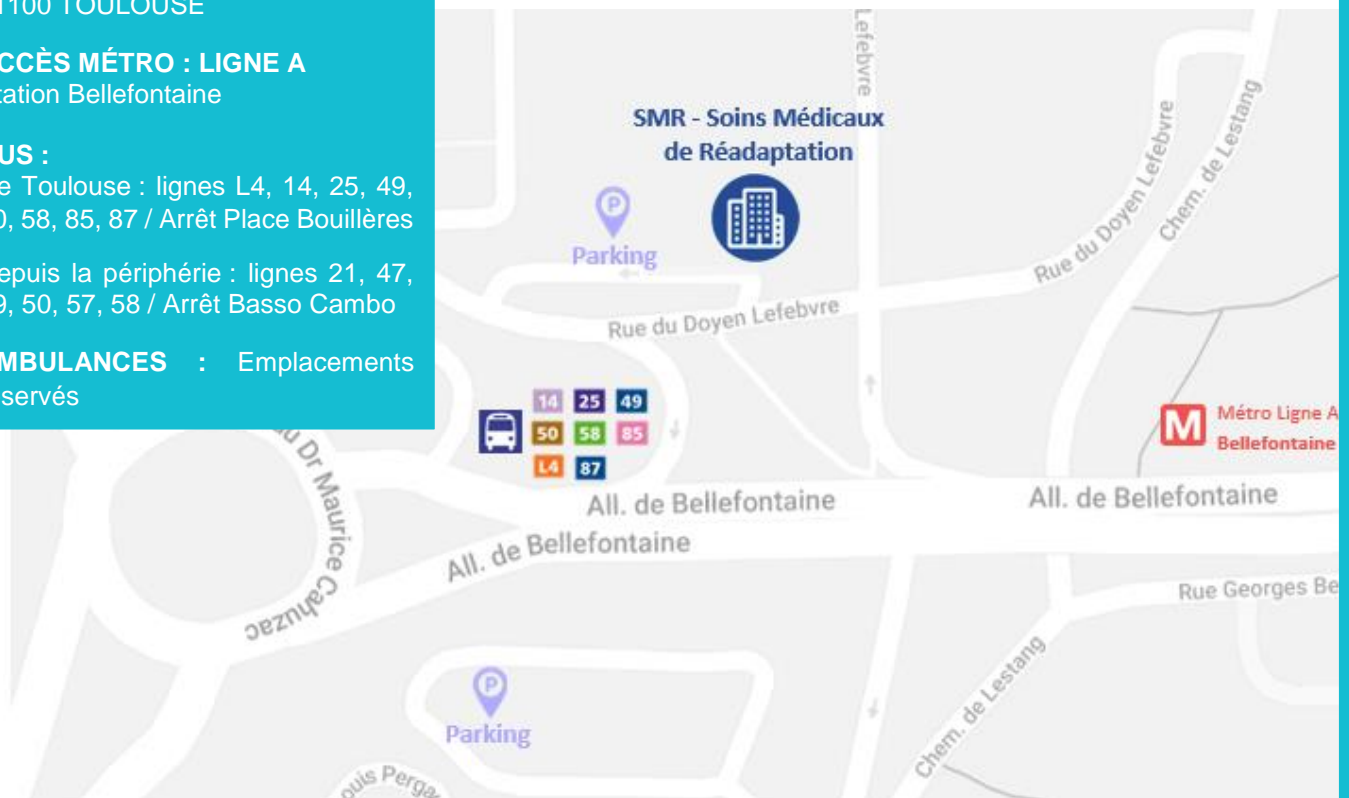 1100 TOULOUSE
CCÈS MÉTRO : LIGNE A
tation Bellefontaine
US :
e Toulouse : lignes L4, 14, 25, 49,
0, 58, 85, 87 / Arrêt Place Bouillères
epuis la périphérie : lignes 21, 47,
9, 50, 57, 58 / Arrêt Basso Cambo
MBULANCES : Emplacements
servés
Lefebvre
SMR - Soins Médicaux
de Réadaptation
P
Parking
Rue du Doyen Lefebvre
Rue du Doyen Lefebvre
Chem. de Lestang
14 25 49
50 58 85
L4 87
M
Métro Ligne A
Bellefontaine
All. de Bellefontaine
All. de Bellefontaine
All. de Bellefontaine
du Dr Maurice Cahuzac
Rue Georges Be
Chem. de Lestang
P
Parking
ouis Perga